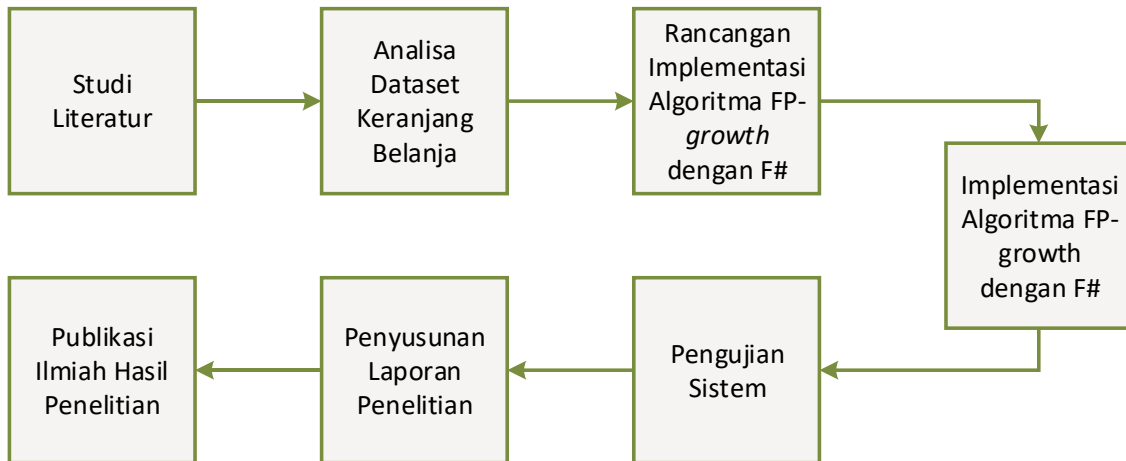 Studi
Literatur
Analisa
Dataset
Keranjang
Belanja
Rancangan
Implementasi
Algoritma FP-
growth
dengan F#
Implementasi
Algoritma FP-
growth
dengan F#
Pengujian
Sistem
Penyusunan
Laporan
Penelitian
Publikasi
Ilmiah Hasil
Penelitian